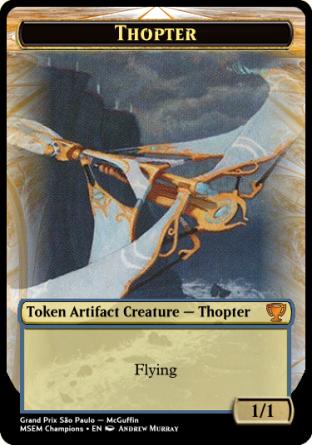 Thopter
Token Artifact Creature — Thopter
Flying
1/1
Grand Prix São Paulo — McGuffin
MSEM Champions • EN Andrew Murray